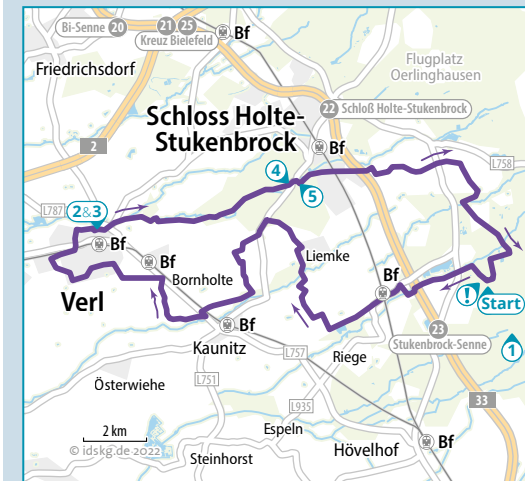 Bi-Senne 20
21 25
Kreuz Bielefeld
Bf
Friedrichsdorf
Flugplatz
Oerlinghausen
22 Schloß Holte-Stukenbrock
Schloss Holte-
Stukenbrock
2
Bf
L758
4
5
L787
2&3
Bf
Bf
Liemke
Bornholte
Bf
Verl
! Start
Bf
Kaunitz
23
Stukenbrock-Senne
1
L757
Riege
L751
Österwiehe
33
L935
2 km
Espeln
© idskg.de 2022
Steinhorst
Hövelhof
Bf